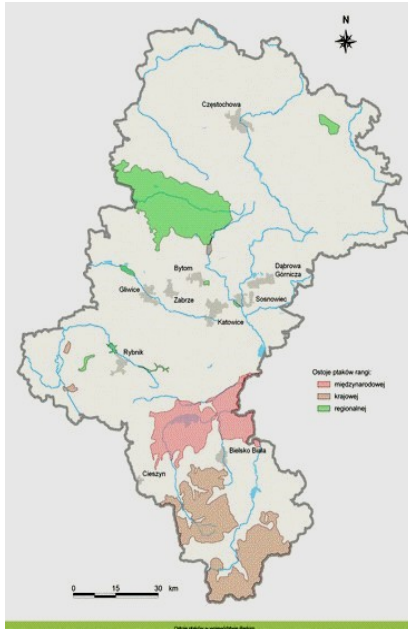 N
Częstochowa
Bytom
Dąbrowa
Górnicza
Gliwice
Zabrze
Sosnowiec
Katowice
Rybnik
Ostoje ptaków rangi:
międzynarodowej
krajowej
regionalnej
Cieszyn
Bielsko Biała
0 15 30 km